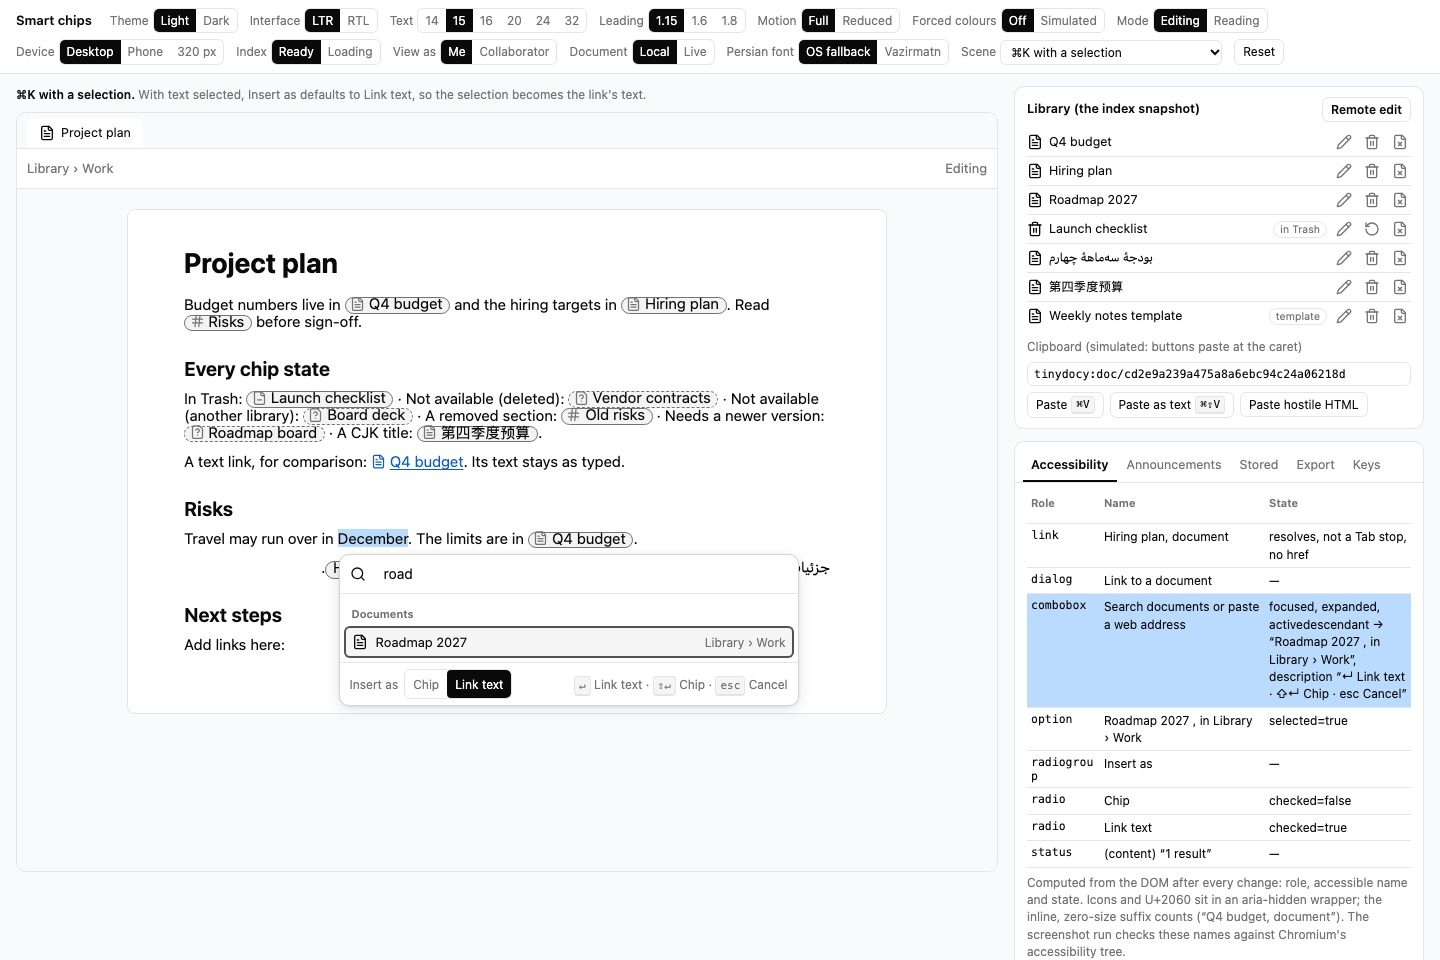 Smart chips Theme Light Dark Interface LTR RTL Text 14 15 16 20 24 32 Leading 1.15 1.6 1.8 Motion Full Reduced Forced colours Off Simulated Mode Editing Reading
Device Desktop Phone 320 px Index Ready Loading View as Me Collaborator Document Local Live Persian font OS fallback Vazirmatn Scene ⌘K with a selection Reset
⌘K with a selection. With text selected, Insert as defaults to Link text, so the selection becomes the link's text.
Project plan
Library › Work Editing
Project plan
Budget numbers live in Q4 budget and the hiring targets in Hiring plan. Read
# Risks before sign-off.
Every chip state
In Trash: Launch checklist · Not available (deleted): Vendor contracts · Not available
(another library): Board deck · A removed section: # Old risks · Needs a newer version:
Roadmap board · A CJK title: 第四季度预算.
A text link, for comparison: Q4 budget. Its text stays as typed.
Risks
Travel may run over in December. The limits are in Q4 budget.
road
Documents
Roadmap 2027 Library › Work
Insert as Chip Link text ↵ Link text · ⇧↵ Chip · esc Cancel
Next steps
Add links here:
Library (the index snapshot) Remote edit
Q4 budget
Hiring plan
Roadmap 2027
Launch checklist in Trash
بودجهٔ سه‌ماههٔ چهارم
第四季度预算
Weekly notes template template
Clipboard (simulated: buttons paste at the caret)
tinydocy:doc/cd2e9a239a475a8a6ebc94c24a06218d
Paste ⌘V Paste as text ⌘⇧V Paste hostile HTML
Accessibility Announcements Stored Export Keys
Role Name State
link Hiring plan, document resolves, not a Tab stop,
no href
dialog Link to a document —
combobox Search documents or paste focused, expanded,
a web address activedescendant →
“Roadmap 2027 , in
Library › Work”,
description “↵ Link text
· ⇧↵ Chip · esc Cancel”
option Roadmap 2027 , in Library selected=true
› Work
radiogrou Insert as —
p
radio Chip checked=false
radio Link text checked=true
status (content) “1 result” —
Computed from the DOM after every change: role, accessible name
and state. Icons and U+2060 sit in an aria-hidden wrapper; the
inline, zero-size suffix counts (“Q4 budget, document”). The
screenshot run checks these names against Chromium's
accessibility tree.